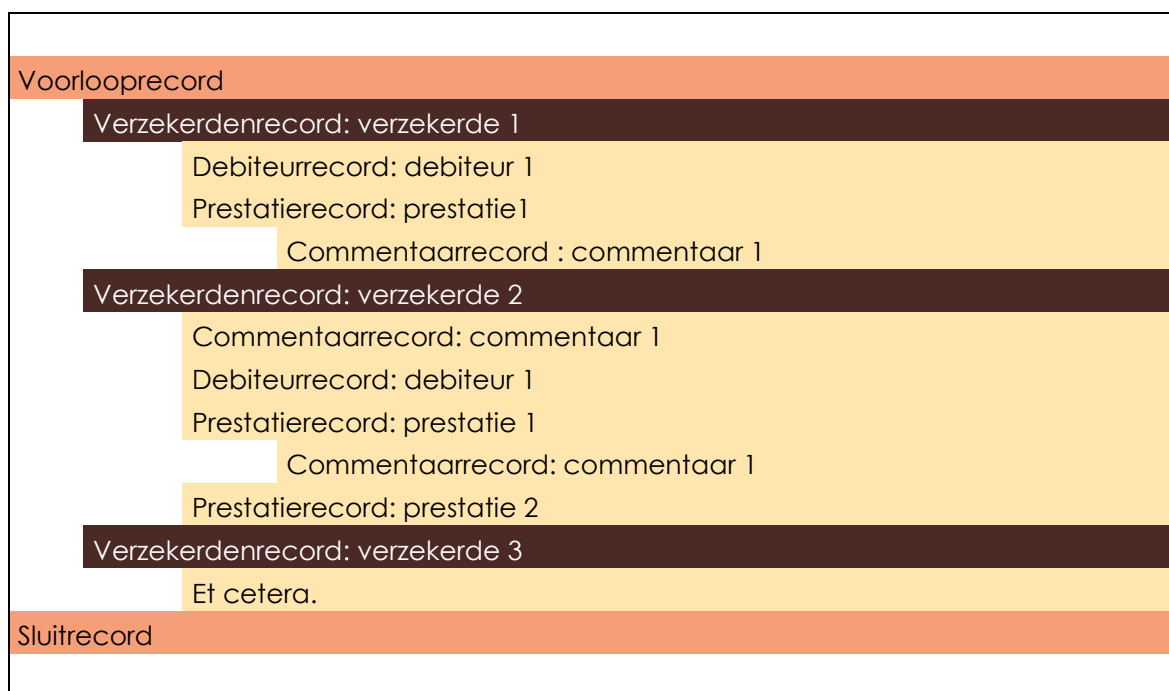 Voorlooprecord
Verzekerdenrecord: verzekerde 1
Debiteurrecord: debiteur 1
Prestatierecord: prestatie1
Commentaarrecord : commentaar 1
Verzekerdenrecord: verzekerde 2
Commentaarrecord: commentaar 1
Debiteurrecord: debiteur 1
Prestatierecord: prestatie 1
Commentaarrecord: commentaar 1
Prestatierecord: prestatie 2
Verzekerdenrecord: verzekerde 3
Et cetera.
Sluitrecord